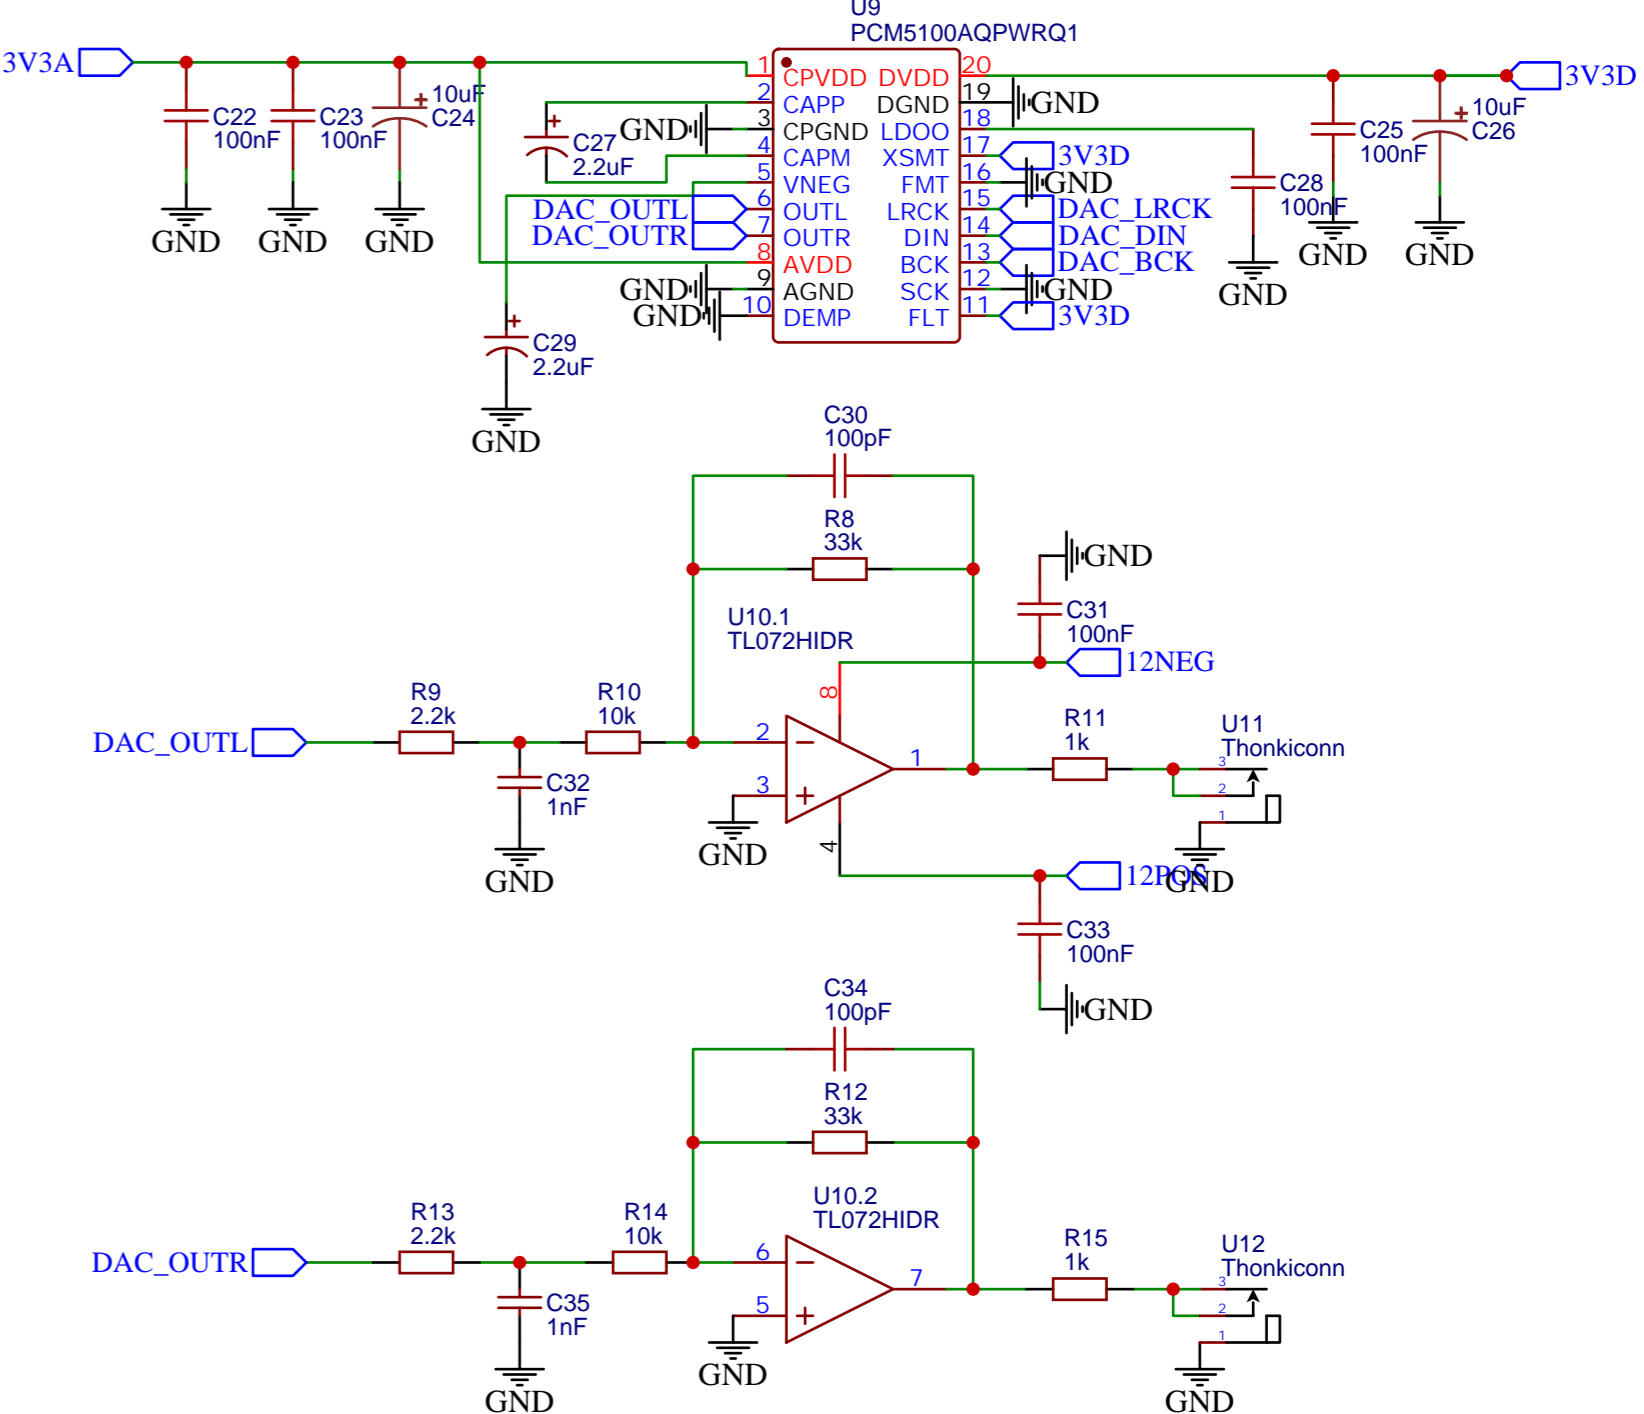 U9
PCM5100AQPWRQ1
3V3A
C22
100nF
C23
100nF
10uF
C24
GND
GND
GND
C27
2.2uF
C29
2.2uF
GND
GND
DAC_OUTL
DAC_OUTR
GND
GND
1 CPVDD DVDD 20
2 CAPP DGND 19
3 CPGND LDOO 18
4 CAPM XSMT 17
5 VNEG FMT 16
6 OUTL LRCK 15
7 OUTR DIN 14
8 AVDD BCK 13
9 AGND SCK 12
10 DEMP FLT 11
GND
3V3D
GND
DAC_LRCK
DAC_DIN
DAC_BCK
GND
3V3D
C28
100nF
GND
C25
100nF
GND
10uF
C26
GND
3V3D
C30
100pF
R8
33k
U10.1
TL072HIDR
GND
C31
100nF
12NEG
8
DAC_OUTL
R9
2.2k
R10
10k
C32
1nF
GND
2
3
1
4
GND
R11
1k
U11
Thonkiconn
3
2
1
GND
12POS
C33
100nF
GND
C34
100pF
R12
33k
U10.2
TL072HIDR
DAC_OUTR
R13
2.2k
R14
10k
C35
1nF
GND
6
5
7
GND
R15
1k
U12
Thonkiconn
3
2
1
GND